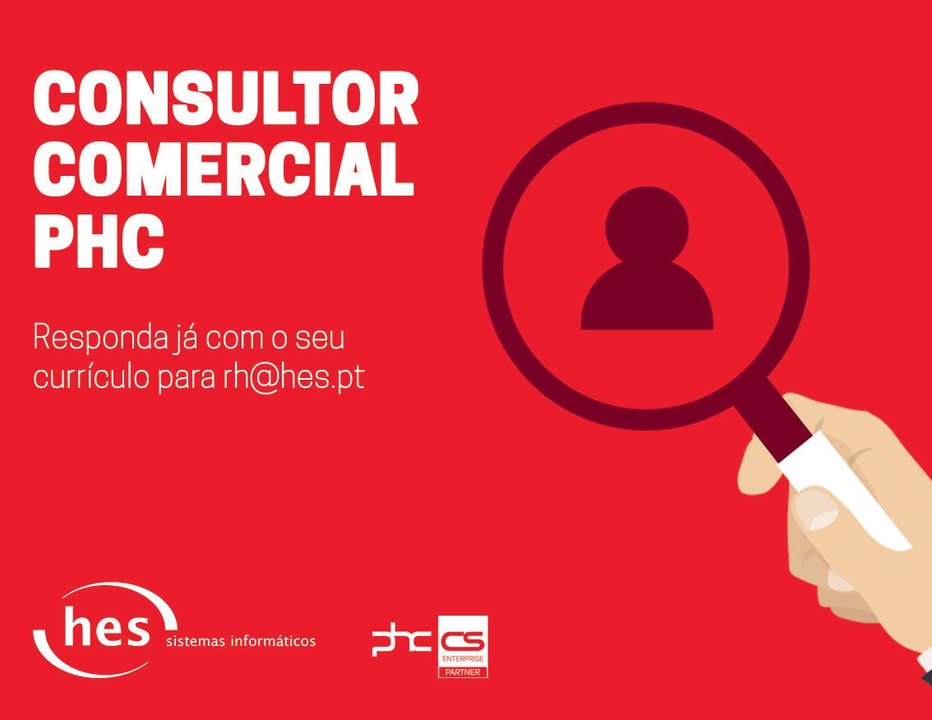 CONSULTOR
COMERCIAL
PHC
Responda já com o seu
currículo para rh@hes.pt
hes sistemas informáticos
phc CS
ENTERPRISE
PARTNER